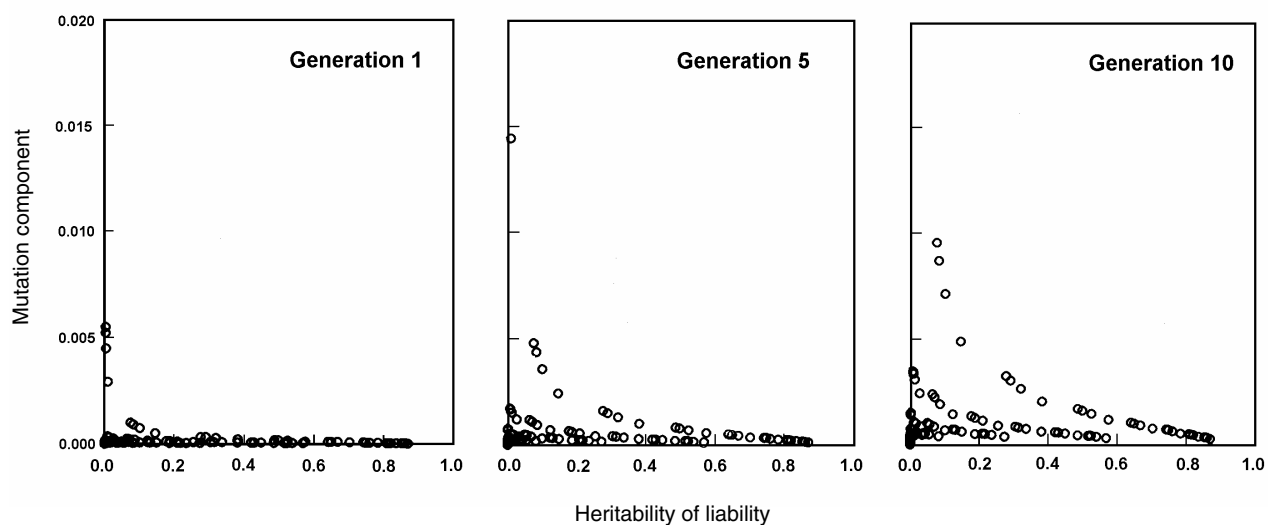 Generation 1
Generation 5
Generation 10
Mutation component
0.020
0.015
0.010
0.005
0.000
0.0 0.2 0.4 0.6 0.8 1.0
0.0 0.2 0.4 0.6 0.8 1.0
0.0 0.2 0.4 0.6 0.8 1.0
Heritability of liability